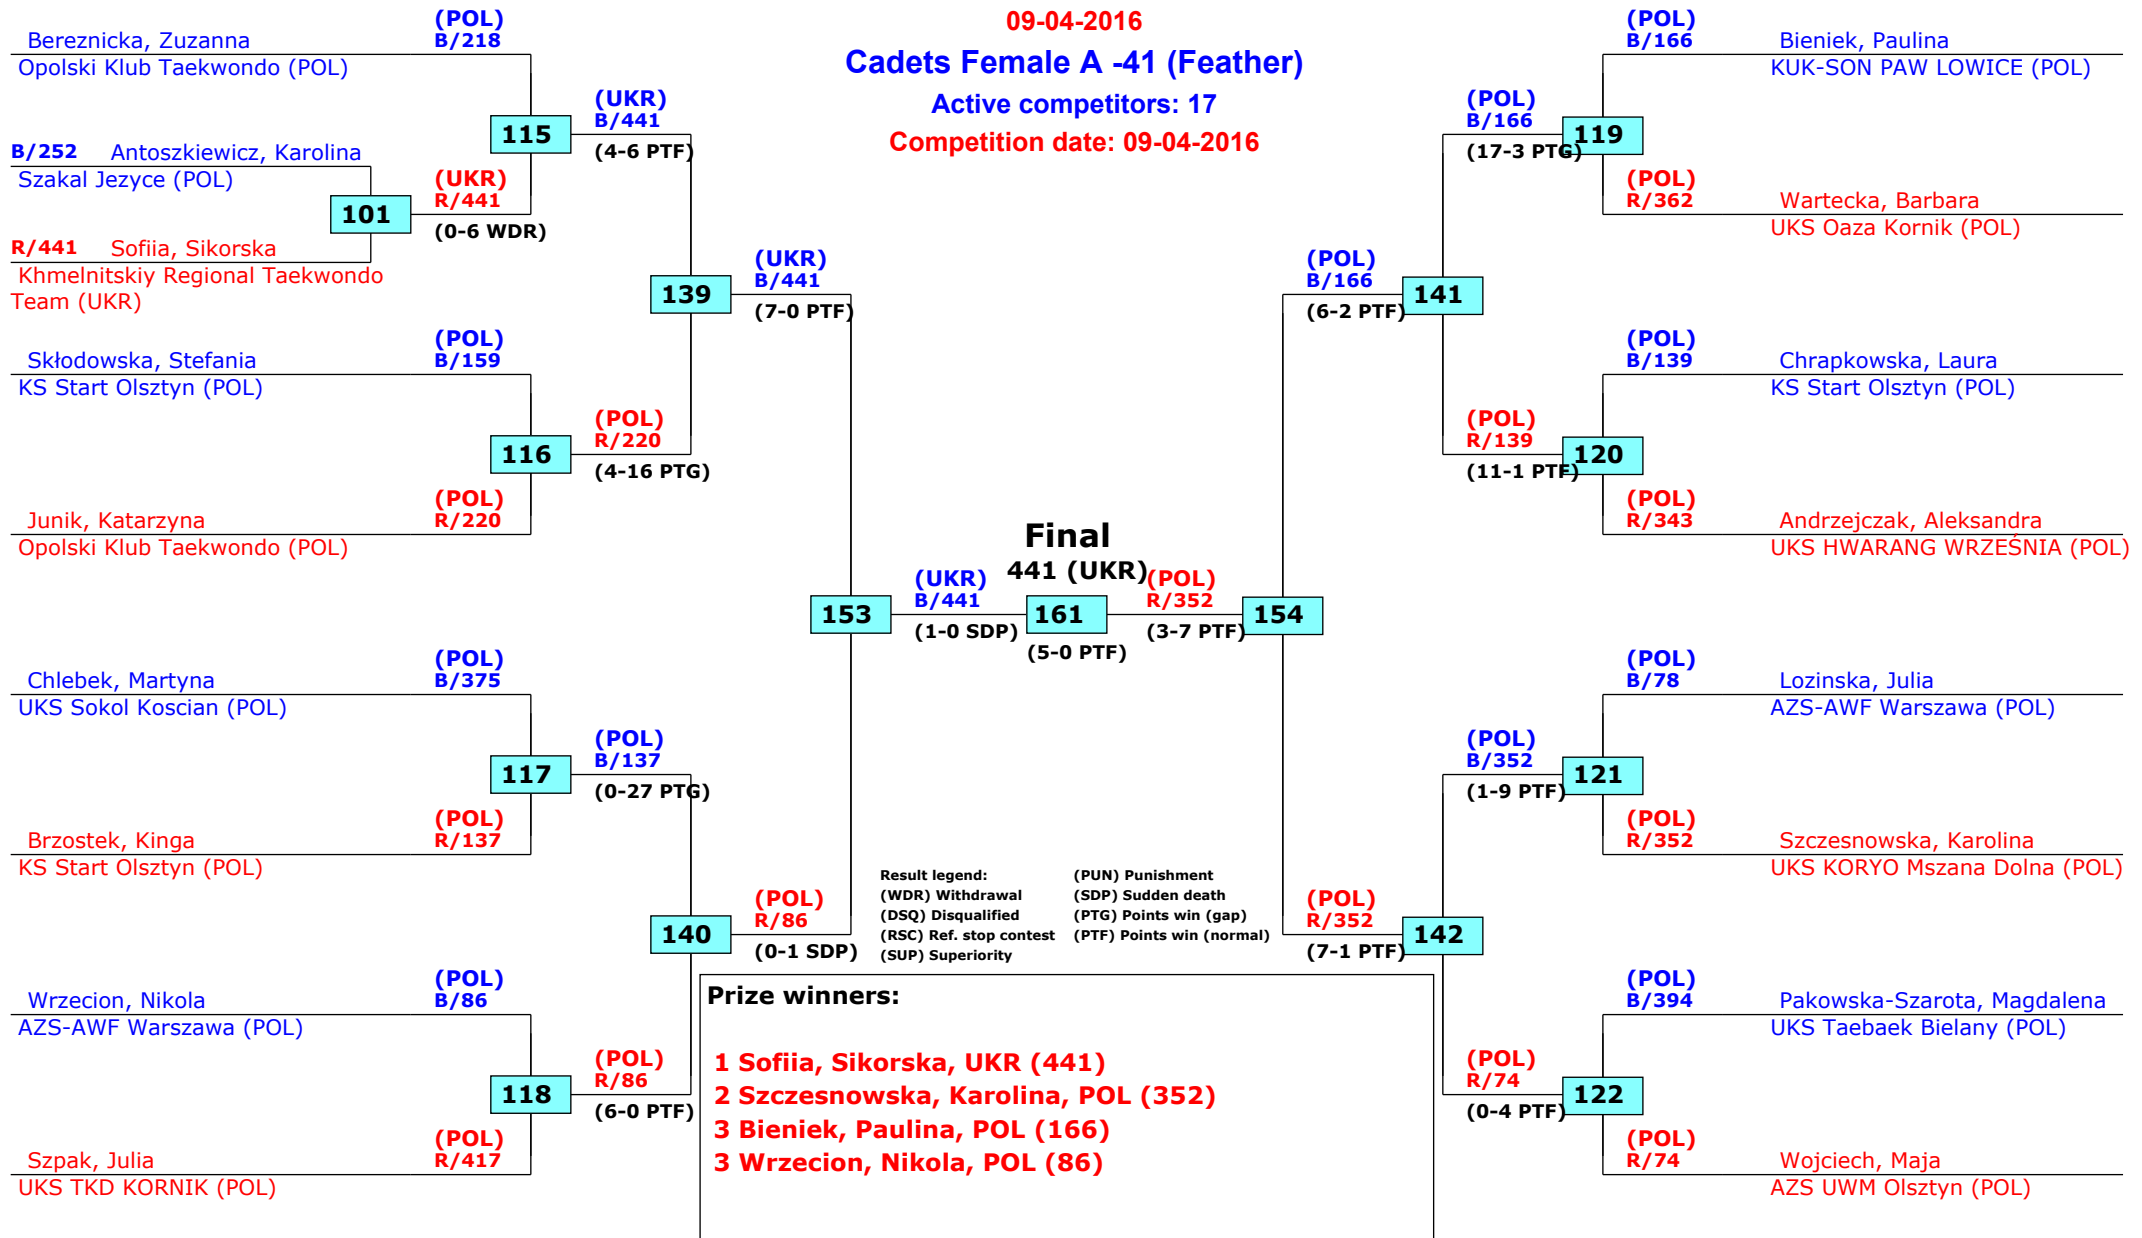 09-04-2016
Cadets Female A -41 (Feather)
Active competitors: 17
Competition date: 09-04-2016
Bereznicka, Zuzanna
Opolski Klub Taekwondo (POL)
(POL)
B/218
B/252 Antoszkiewicz, Karolina
Szakal Jezyce (POL)
R/441 Sofiia, Sikorska
Khmelnitskiy Regional Taekwondo
Team (UKR)
101
(UKR)
R/441
(0-6 WDR)
115
(UKR)
B/441
(4-6 PTF)
Skłodowska, Stefania
KS Start Olsztyn (POL)
(POL)
B/159
Junik, Katarzyna
Opolski Klub Taekwondo (POL)
(POL)
R/220
116
(POL)
R/220
(4-16 PTG)
139
(UKR)
B/441
(7-0 PTF)
Chlebek, Martyna
UKS Sokol Koscian (POL)
(POL)
B/375
Brzostek, Kinga
KS Start Olsztyn (POL)
(POL)
R/137
117
(POL)
B/137
(0-27 PTG)
Wrzecion, Nikola
AZS-AWF Warszawa (POL)
(POL)
B/86
Szpak, Julia
UKS TKD KORNIK (POL)
(POL)
R/417
118
(POL)
R/86
(6-0 PTF)
140
(POL)
R/86
(0-1 SDP)
153
(UKR)
B/441
(1-0 SDP)
Final
441 (UKR)
161
(5-0 PTF)
(POL)
R/352
(3-7 PTF)
154
(POL)
B/166
(6-2 PTF)
141
(POL)
B/166
(17-3 PTG)
119
(POL)
B/166
Bieniek, Paulina
KUK-SON PAW LOWICE (POL)
(POL)
R/362
Wartecka, Barbara
UKS Oaza Kornik (POL)
(POL)
R/139
(11-1 PTF)
120
(POL)
B/139
Chrapkowska, Laura
KS Start Olsztyn (POL)
(POL)
R/343
Andrzejczak, Aleksandra
UKS HWARANG WRZEŚNIA (POL)
(POL)
R/352
(7-1 PTF)
142
(POL)
B/352
(1-9 PTF)
121
(POL)
B/78
Lozinska, Julia
AZS-AWF Warszawa (POL)
(POL)
R/352
Szczesnowska, Karolina
UKS KORYO Mszana Dolna (POL)
(POL)
R/74
(0-4 PTF)
122
(POL)
B/394
Pakowska-Szarota, Magdalena
UKS Taebaek Bielany (POL)
(POL)
R/74
Wojciech, Maja
AZS UWM Olsztyn (POL)
Result legend:
(WDR) Withdrawal
(DSQ) Disqualified
(RSC) Ref. stop contest
(SUP) Superiority
(PUN) Punishment
(SDP) Sudden death
(PTG) Points win (gap)
(PTF) Points win (normal)
Prize winners:
1 Sofiia, Sikorska, UKR (441)
2 Szczesnowska, Karolina, POL (352)
3 Bieniek, Paulina, POL (166)
3 Wrzecion, Nikola, POL (86)